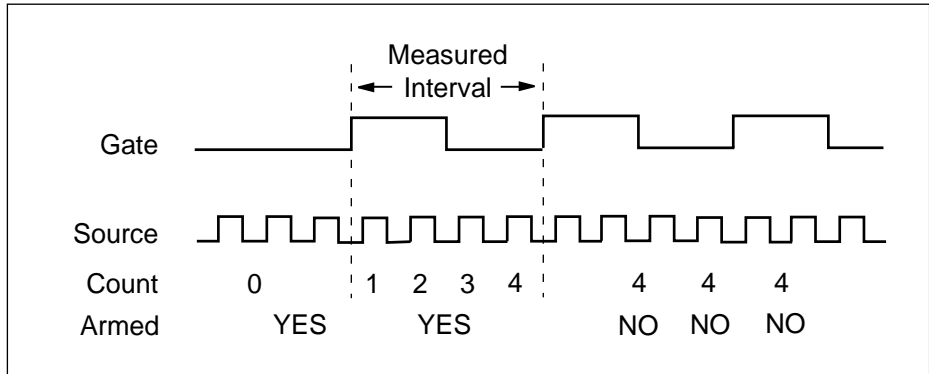 Measured
Interval
Gate
Source
Count 0 1 2 3 4 4 4 4
Armed YES YES NO NO NO